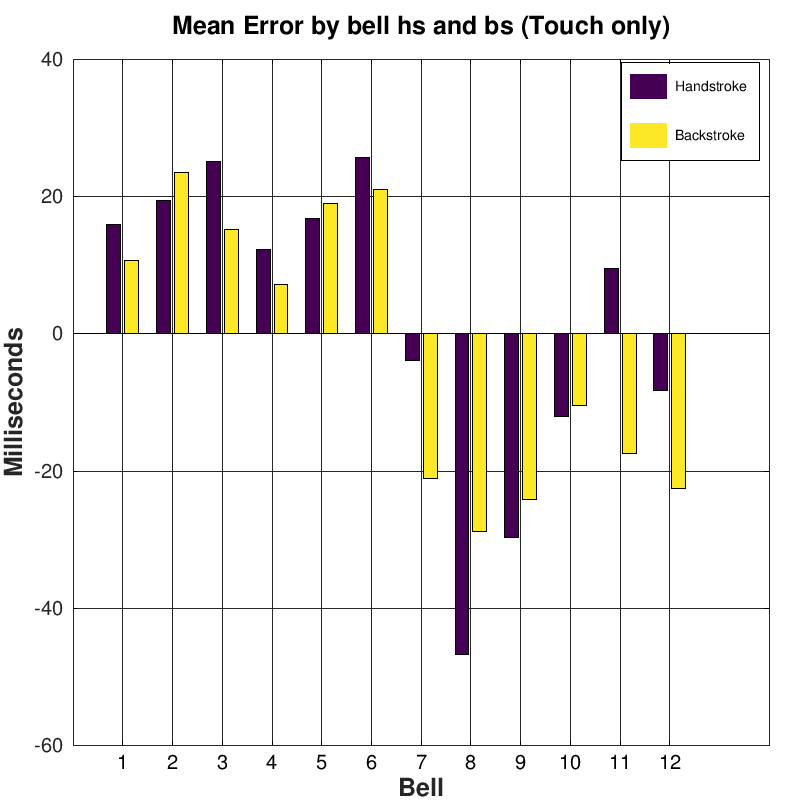 Mean Error by bell hs and bs (Touch only)
Handstroke
Backstroke
40
20
0
-20
-40
-60
Milliseconds
1 2 3 4 5 6 7 8 9 10 11 12
Bell